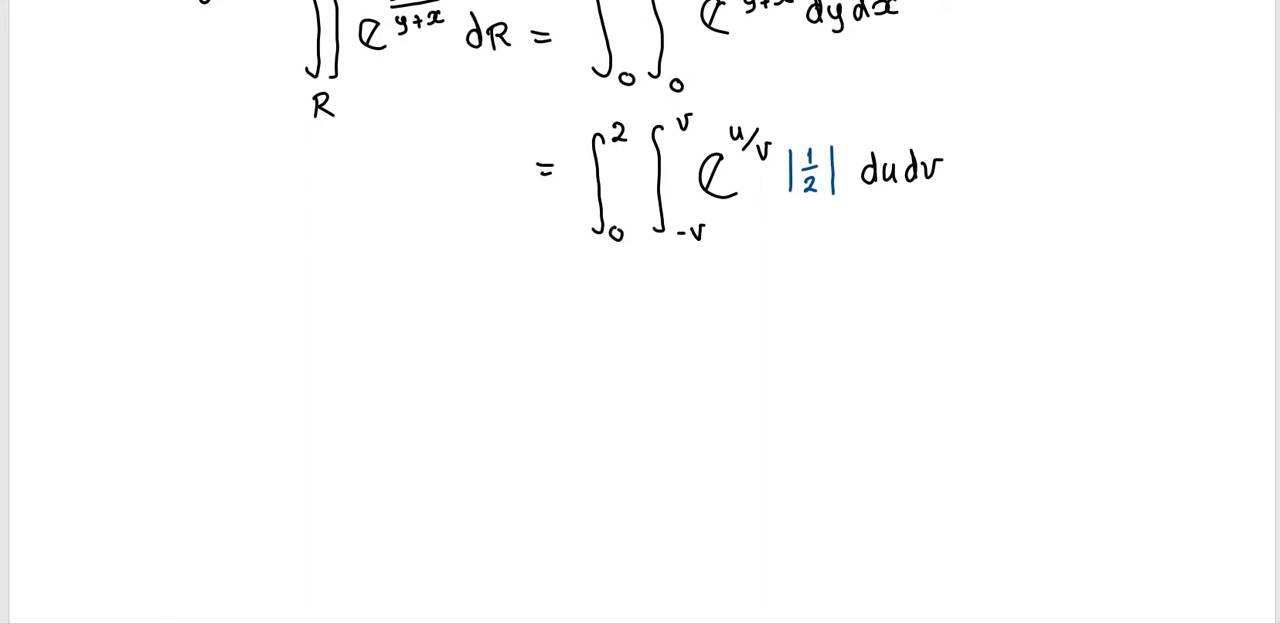 ∬_R e^{/(y+x)} dR = ∫_0 ∫_0 e dy dx
= ∫_0^2 ∫_{-v}^{v} e^{u/v} |1/2| du dv